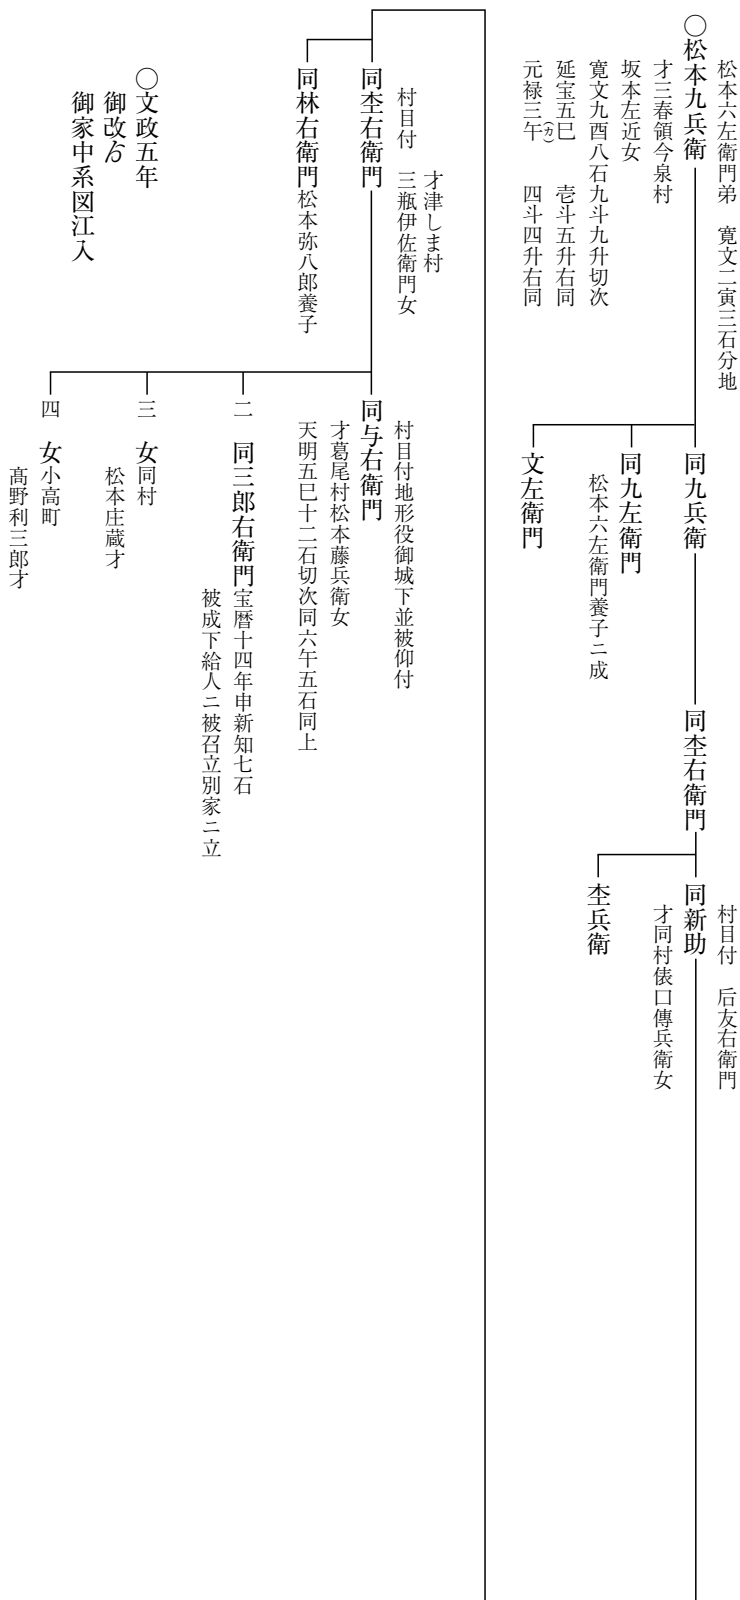 松本六左衛門弟　寛文二寅三石分地
〇松本九兵衛
才三春領今泉村
坂本左近女
寛文九酉八石九斗九升切次
延宝五巳　壱斗五升右同
(カ)
元禄三午　四斗四升右同
同九兵衛
同九左衛門
松本六左衛門養子ニ成
文左衛門
同杢右衛門
村目付　后友右衛門
同新助
才同村俵口傳兵衛女
杢兵衛
才津しま村
村目付　三瓶伊佐衛門女
同杢右衛門
同林右衛門松本弥八郎養子
村目付地形役御城下並被仰付
同与右衛門
才葛尾村松本藤兵衛女
天明五巳十二石切次同六午五石同上
二　同三郎右衛門宝暦十四年申新知七石
被成下給人ニ被召立別家ニ立
三　女同村
松本庄蔵才
四　女小高町
髙野利三郎才
〇文政五年
御改ゟ
御家中系図江入